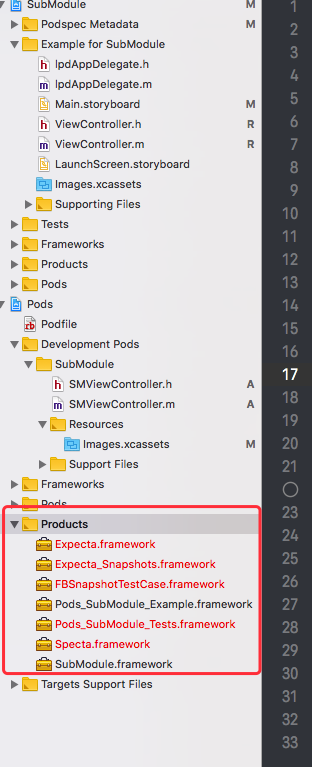 SubModule M
Podspec Metadata M
Example for SubModule
IpdAppDelegate.h
IpdAppDelegate.m
Main.storyboard M
ViewController.h R
ViewController.m R
LaunchScreen.storyboard
Images.xcassets
Supporting Files
Tests
Frameworks
Products
Pods
Pods
Podfile
Development Pods
SubModule
SMViewController.h A
SMViewController.m A
Resources
Images.xcassets M
Support Files
Frameworks
Pods
Products
Expecta.framework
Expecta_Snapshots.framework
FBSnapshotTestCase.framework
Pods_SubModule_Example.framework
Pods_SubModule_Tests.framework
Specta.framework
SubModule.framework
Targets Support Files
1
2
3
4
5
6
7
8
9
10
11
12
13
14
15
16
17
18
19
20
21
23
24
25
26
27
28
29
30
31
32
33